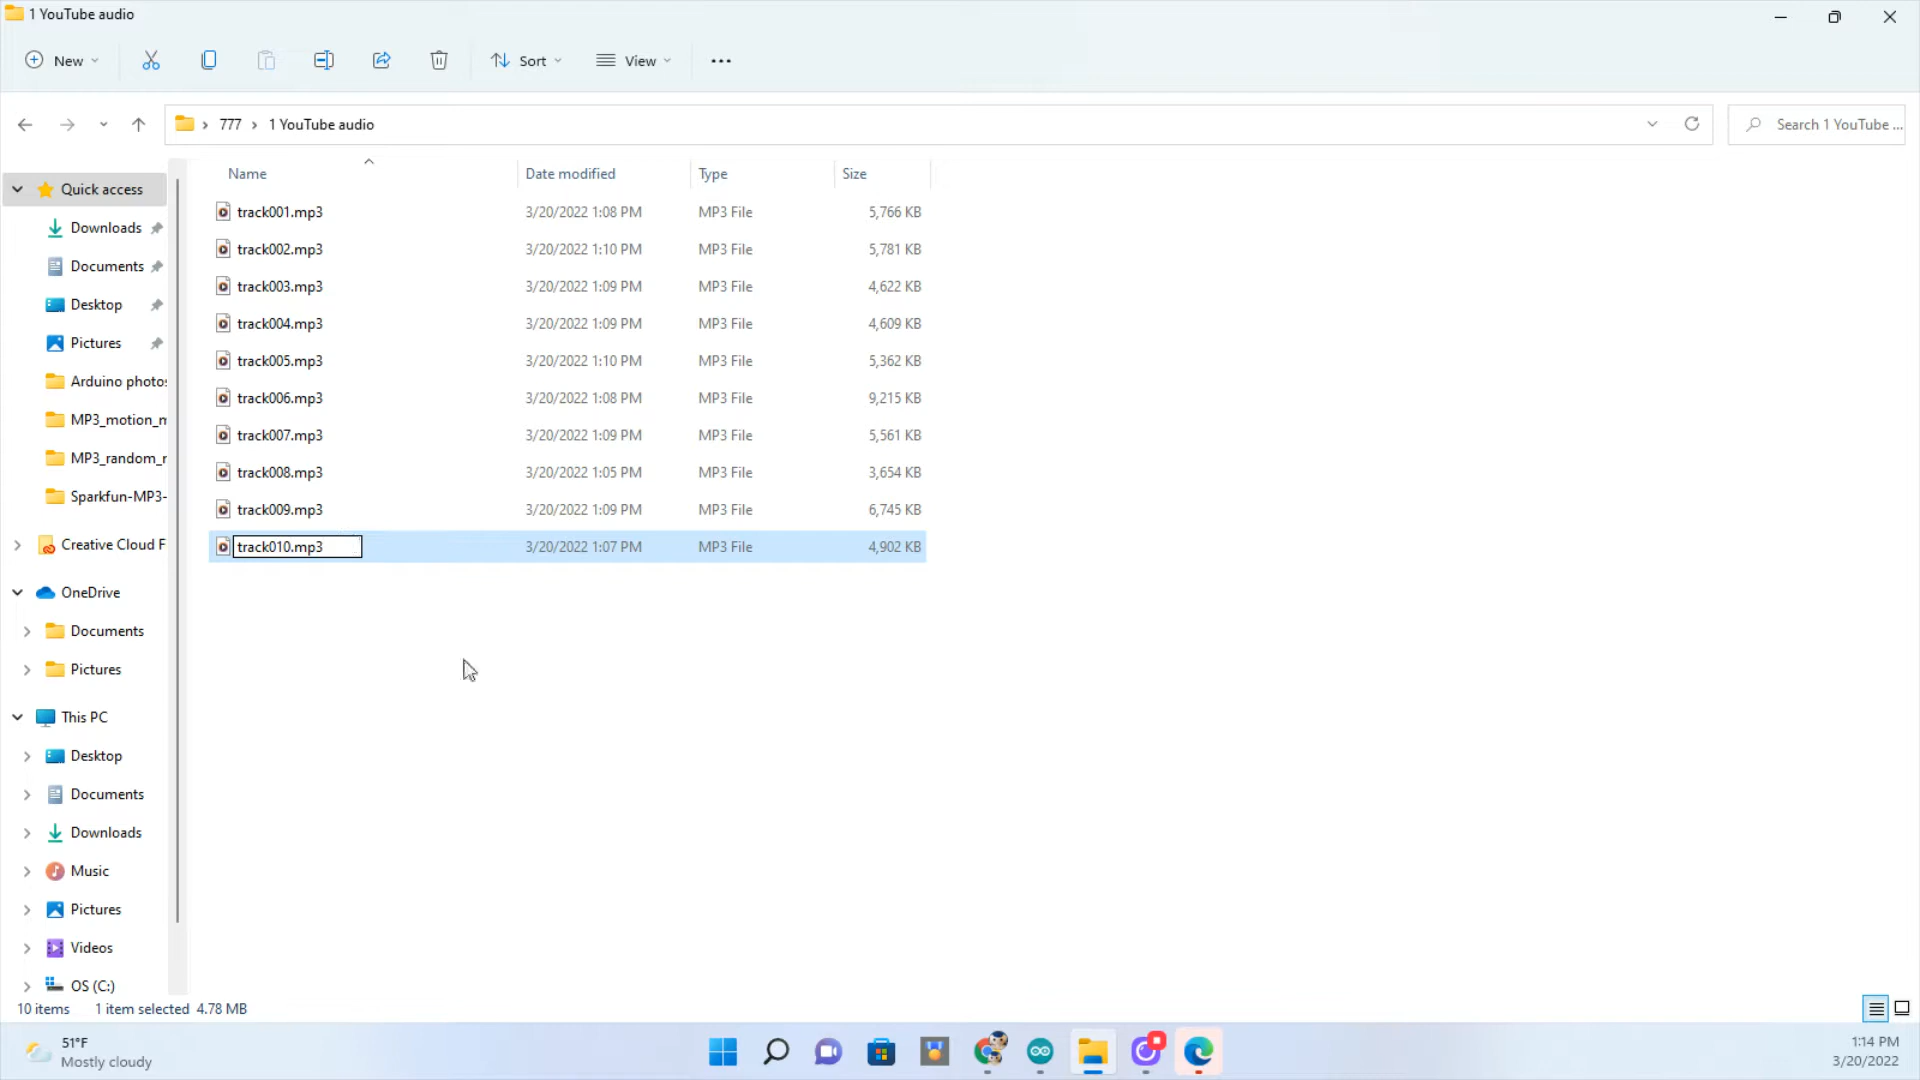 1 YouTube audio
New
Sort
View
777 1 YouTube audio
Search 1 YouTube ...
Name Date modified Type Size
Quick access
Downloads
Documents
Desktop
Pictures
Arduino photos
MP3_motion_m
MP3_random_r
Sparkfun-MP3-
Creative Cloud F
OneDrive
Documents
Pictures
This PC
Desktop
Documents
Downloads
Music
Pictures
Videos
OS (C:)
track001.mp3 3/20/2022 1:08 PM MP3 File 5,766 KB
track002.mp3 3/20/2022 1:10 PM MP3 File 5,781 KB
track003.mp3 3/20/2022 1:09 PM MP3 File 4,622 KB
track004.mp3 3/20/2022 1:09 PM MP3 File 4,609 KB
track005.mp3 3/20/2022 1:10 PM MP3 File 5,362 KB
track006.mp3 3/20/2022 1:08 PM MP3 File 9,215 KB
track007.mp3 3/20/2022 1:09 PM MP3 File 5,561 KB
track008.mp3 3/20/2022 1:05 PM MP3 File 3,654 KB
track009.mp3 3/20/2022 1:09 PM MP3 File 6,745 KB
track010.mp3 3/20/2022 1:07 PM MP3 File 4,902 KB
10 items 1 item selected 4.78 MB
51°F
Mostly cloudy
1:14 PM
3/20/2022